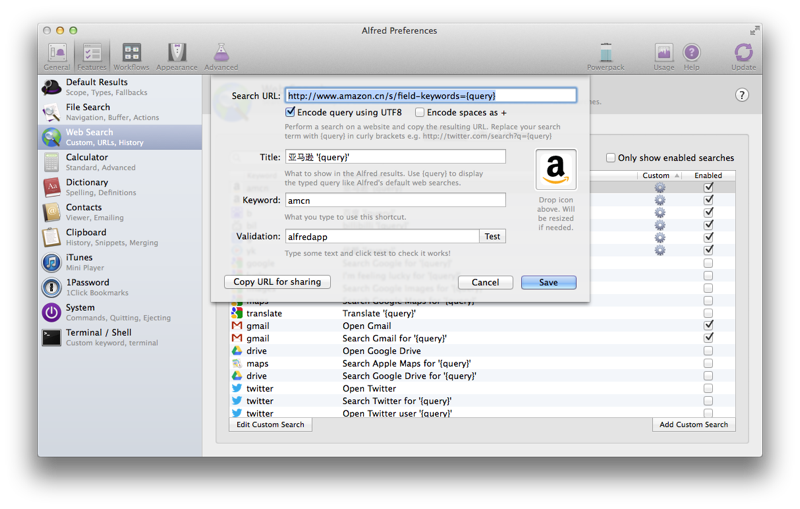 Alfred Preferences
General
Features
Workflows
Appearance
Advanced
Powerpack
Usage
Help
Update
Default Results
Typing, Types, Fallbacks
File Search
Navigation, Buffer, Actions
Web Search
Custom, URLs, History
Calculator
Standard, Advanced
Dictionary
Spelling, Definitions
Contacts
Viewer, Emailing
Clipboard
History, Snippets, Merging
iTunes
Mini Player
1Password
1Click Bookmarks
System
Commands, Quitting, Ejecting
Terminal / Shell
Custom keyword, terminal
Search URL: http://www.amazon.cn/s/field-keywords={query}
Encode query using UTF8 Encode spaces as +
Perform a search on a website and copy the resulting URL. Replace your search
term with {query} in curly brackets e.g. http://twitter.com/search?q={query}
Title: 亚马逊 '{query}'
What to show in the Alfred results. Use {query} to display
the typed query like Alfred's default web searches.
Keyword: amcn
What you type to use this shortcut.
Validation: alfredapp Test
Type some text and click test to check it works!
Drop icon
above. Will
be resized
if needed.
Copy URL for sharing Cancel Save
?
Only show enabled searches
Custom Enabled
maps Search Google Maps for '{query}'
translate Translate '{query}'
gmail Open Gmail
gmail Search Gmail for '{query}'
drive Open Google Drive
maps Search Apple Maps for '{query}'
drive Search Google Drive for '{query}'
twitter Open Twitter
twitter Search Twitter for '{query}'
twitter Open Twitter user '{query}'
Edit Custom Search Add Custom Search